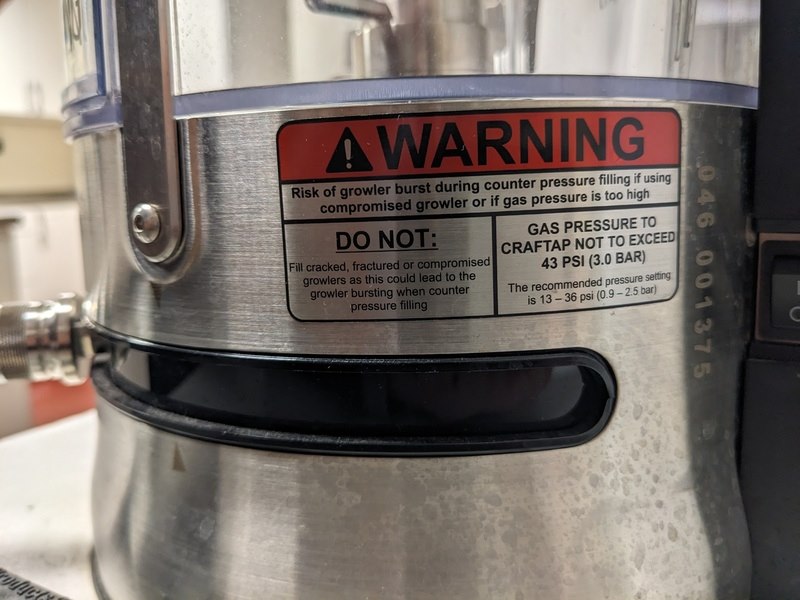 WARNING
Risk of growler burst during counter pressure filling if using
compromised growler or if gas pressure is too high
DO NOT:
Fill cracked, fractured or compromised
growlers as this could lead to the
growler bursting when counter
pressure filling
GAS PRESSURE TO
CRAFTAP NOT TO EXCEED
43 PSI (3.0 BAR)
The recommended pressure setting
is 13 – 36 psi (0.9 – 2.5 bar)
046 001375